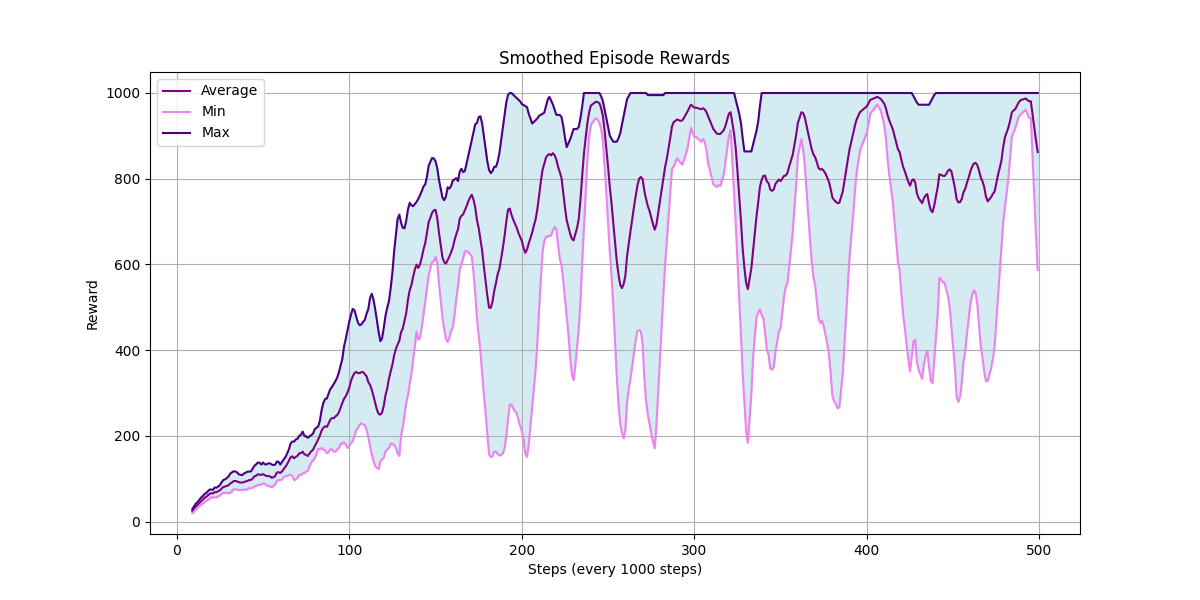 Smoothed Episode Rewards
Average
Min
Max
1000
800
600
400
200
0
Reward
0 100 200 300 400 500
Steps (every 1000 steps)